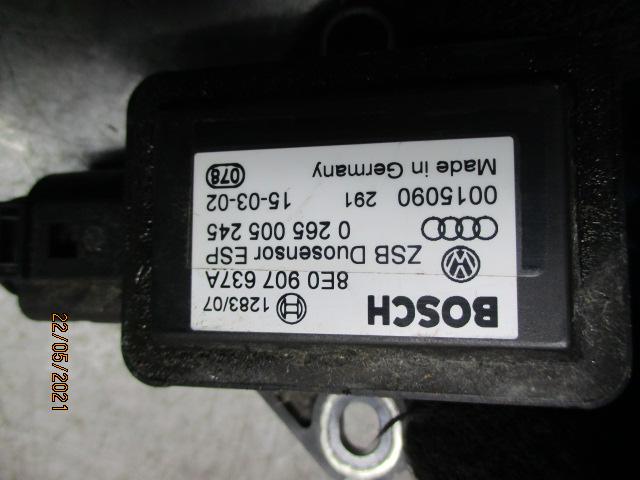 BOSCH
1283/07
8E0 907 637A
ZSB Duosensor ESP
0 265 005 245
0015090 291 15-03-02
Made in Germany 078
22/05/2021